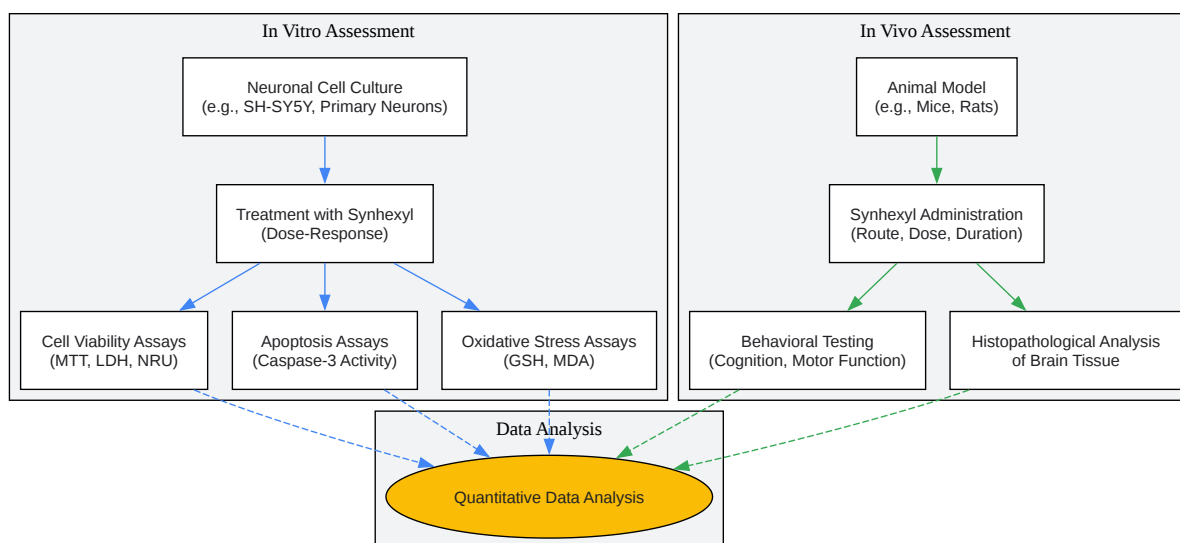 In Vitro Assessment
Neuronal Cell Culture
(e.g., SH-SY5Y, Primary Neurons)
Treatment with Synhexyl
(Dose-Response)
Cell Viability Assays
(MTT, LDH, NRU)
Apoptosis Assays
(Caspase-3 Activity)
Oxidative Stress Assays
(GSH, MDA)
In Vivo Assessment
Animal Model
(e.g., Mice, Rats)
Synhexyl Administration
(Route, Dose, Duration)
Behavioral Testing
(Cognition, Motor Function)
Histopathological Analysis
of Brain Tissue
Data Analysis
Quantitative Data Analysis